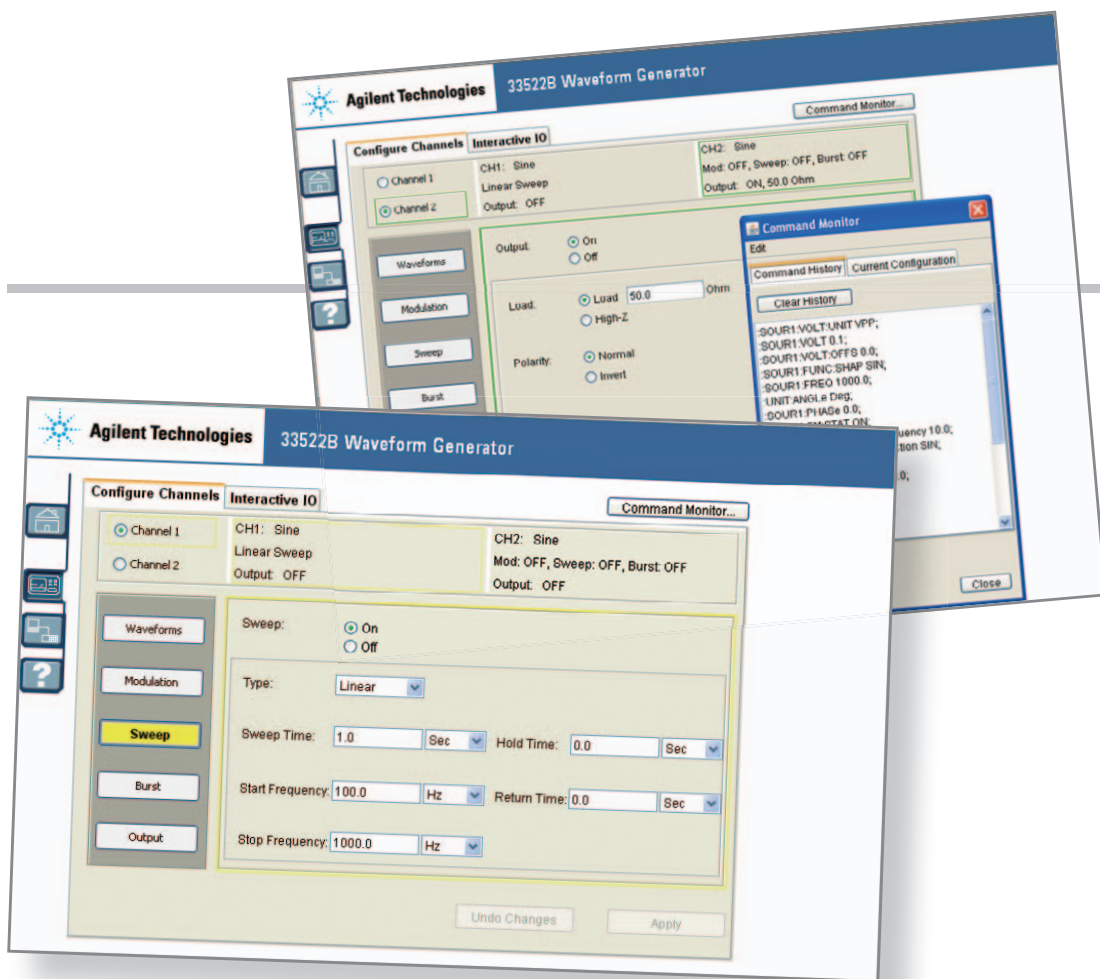 Agilent Technologies
33522B Waveform Generator
Command Monitor...
Configure Channels
Interactive IO
Channel 1
Channel 2
CH1: Sine
Linear Sweep
Output: OFF
CH2: Sine
Mod: OFF, Sweep: OFF, Burst: OFF
Output: ON, 50.0 Ohm
Waveforms
Modulation
Sweep
Burst
Output:
On
Off
Load:
Load 50.0 Ohm
High-Z
Polarity:
Normal
Invert
Command Monitor
Edit
Command History
Current Configuration
Clear History
:SOUR1:VOLT:UNIT VPP;
:SOUR1:VOLT 0.1;
:SOUR1:VOLT:OFFS 0.0;
:SOUR1:FUNC:SHAP SIN;
:SOUR1:FREQ 1000.0;
:UNIT:ANGLe Deg;
:SOUR1:PHASe 0.0;
STAT ON;
uency 10.0;
tion SIN;
.0;
Close
?
Agilent Technologies
33522B Waveform Generator
Configure Channels
Interactive IO
Command Monitor...
Channel 1
Channel 2
CH1: Sine
Linear Sweep
Output: OFF
CH2: Sine
Mod: OFF, Sweep: OFF, Burst: OFF
Output: OFF
Waveforms
Modulation
Sweep
Burst
Output
Sweep:
On
Off
Type: Linear
Sweep Time: 1.0 Sec
Hold Time: 0.0 Sec
Start Frequency: 100.0 Hz
Return Time: 0.0 Sec
Stop Frequency: 1000.0 Hz
Undo Changes
Apply
?